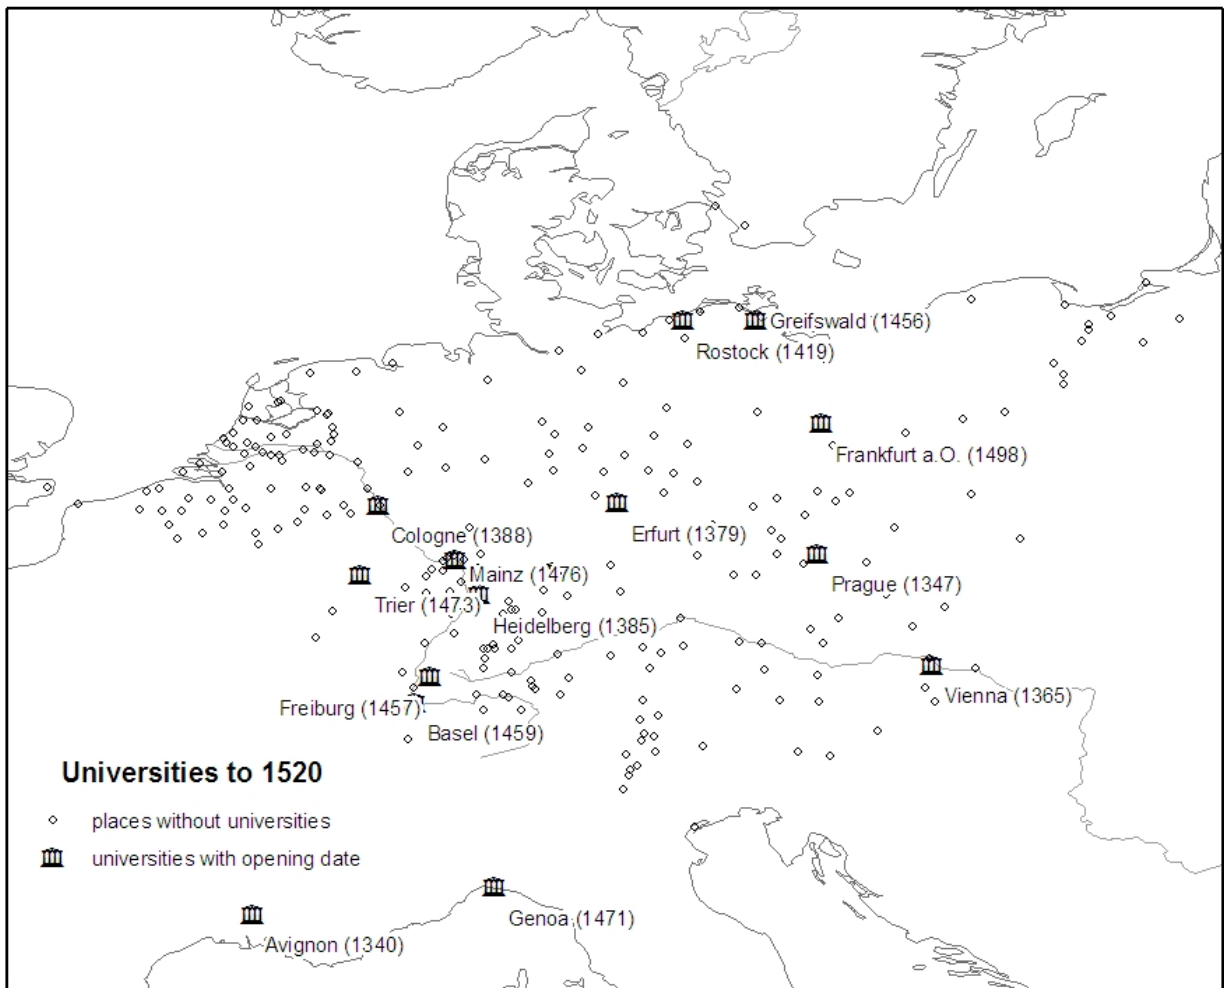 Greifswald (1456)
Rostock (1419)
Frankfurt a.O. (1498)
Erfurt (1379)
Cologne (1388)
Mainz (1476)
Prague (1347)
Trier (1473)
Heidelberg (1385)
Vienna (1365)
Freiburg (1457)
Basel (1459)
Universities to 1520
places without universities
universities with opening date
Genoa (1471)
Avignon (1340)